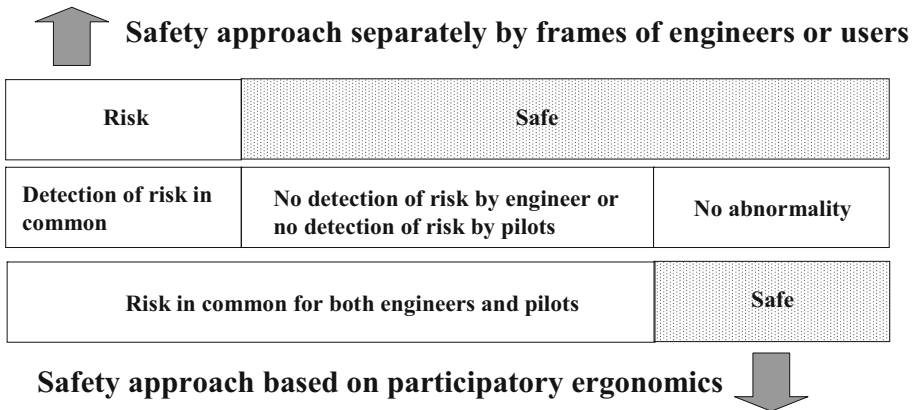 Safety approach separately by frames of engineers or users
Risk
Safe
Detection of risk in
common
No detection of risk by engineer or
no detection of risk by pilots
No abnormality
Risk in common for both engineers and pilots
Safe
Safety approach based on participatory ergonomics